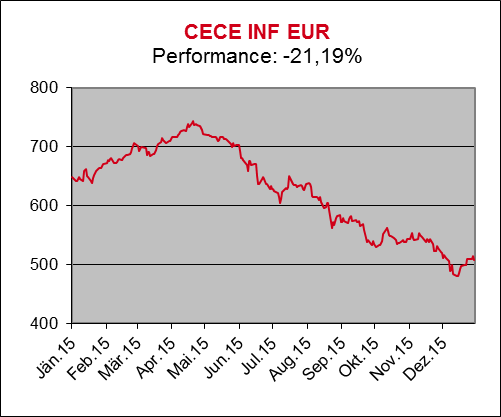 CECE INF EUR
Performance: -21,19%
800
700
600
500
400
Jän.15
Feb.15
Mär.15
Apr.15
Mai.15
Jun.15
Jul.15
Aug.15
Sep.15
Okt.15
Nov.15
Dez.15